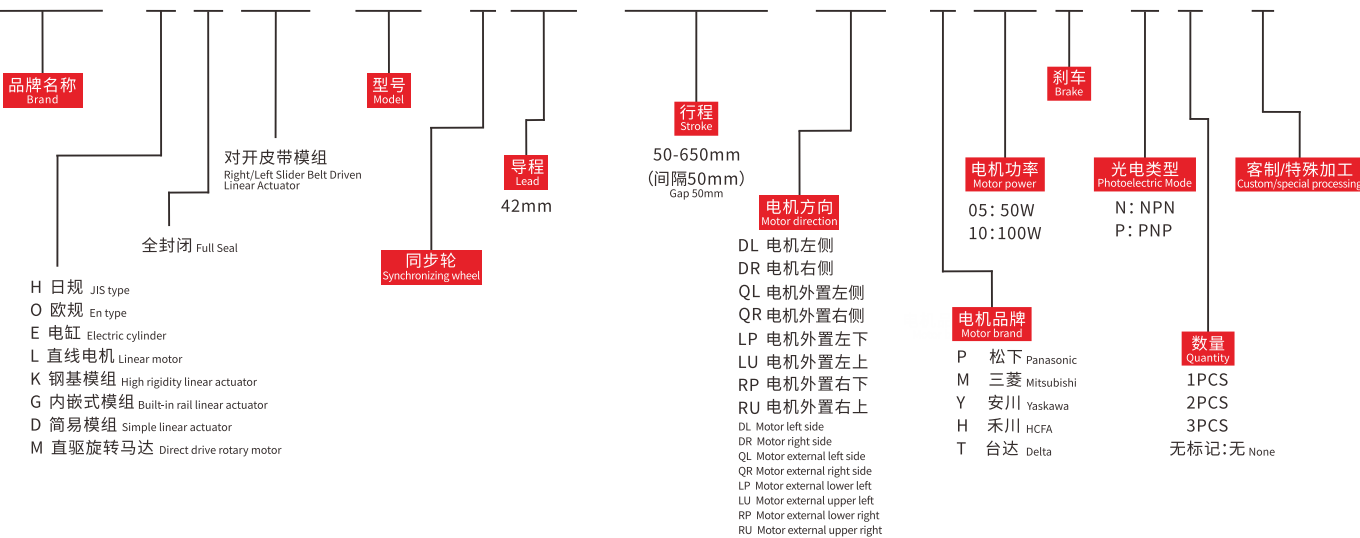 品牌名称
Brand
型号
Model
刹车
Brake
行程
Stroke
50-650mm
(间隔50mm)
Gap 50mm
对开皮带模组
Right/Left Slider Belt Driven
Linear Actuator
导程
Lead
42mm
电机功率
Motor power
05: 50W
10:100W
光电类型
Photoelectric Mode
N: NPN
P: PNP
客制/特殊加工
Custom/special processing
电机方向
Motor direction
全封闭 Full Seal
同步轮
Synchronizing wheel
H 日规 JIS type
O 欧规 En type
E 电缸 Electric cylinder
L 直线电机 Linear motor
K 钢基模组 High rigidity linear actuator
G 内嵌式模组 Built-in rail linear actuator
D 简易模组 Simple linear actuator
M 直驱旋转马达 Direct drive rotary motor
DL 电机左侧
DR 电机右侧
QL 电机外置左侧
QR 电机外置右侧
LP 电机外置左下
LU 电机外置左上
RP 电机外置右下
RU 电机外置右上
DL Motor left side
DR Motor right side
QL Motor external left side
QR Motor external right side
LP Motor external lower left
LU Motor external upper left
RP Motor external lower right
RU Motor external upper right
电机品牌
Motor brand
P 松下 Panasonic
M 三菱 Mitsubishi
Y 安川 Yaskawa
H 禾川 HCFA
T 台达 Delta
数量
Quantity
1PCS
2PCS
3PCS
无标记:无 None